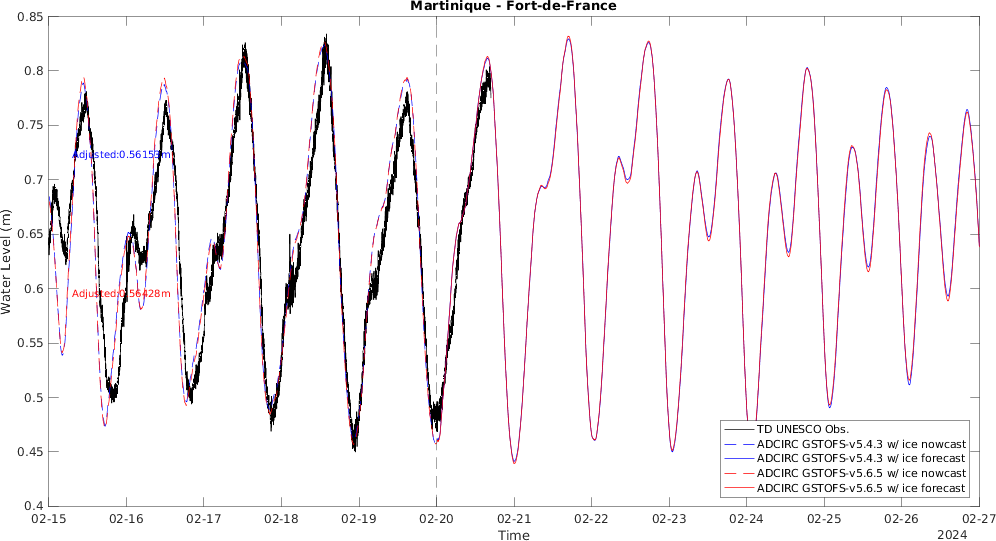 Martinique - Fort-de-France
0.85
0.8
0.75
0.7
0.65
0.6
0.55
0.5
0.45
0.4
Water Level (m)
Adjusted:0.56153m
Adjusted:0.56428m
TD UNESCO Obs.
ADCIRC GSTOFS-v5.4.3 w/ ice nowcast
ADCIRC GSTOFS-v5.4.3 w/ ice forecast
ADCIRC GSTOFS-v5.6.5 w/ ice nowcast
ADCIRC GSTOFS-v5.6.5 w/ ice forecast
02-15 02-16 02-17 02-18 02-19 02-20 02-21 02-22 02-23 02-24 02-25 02-26 02-27
Time
2024